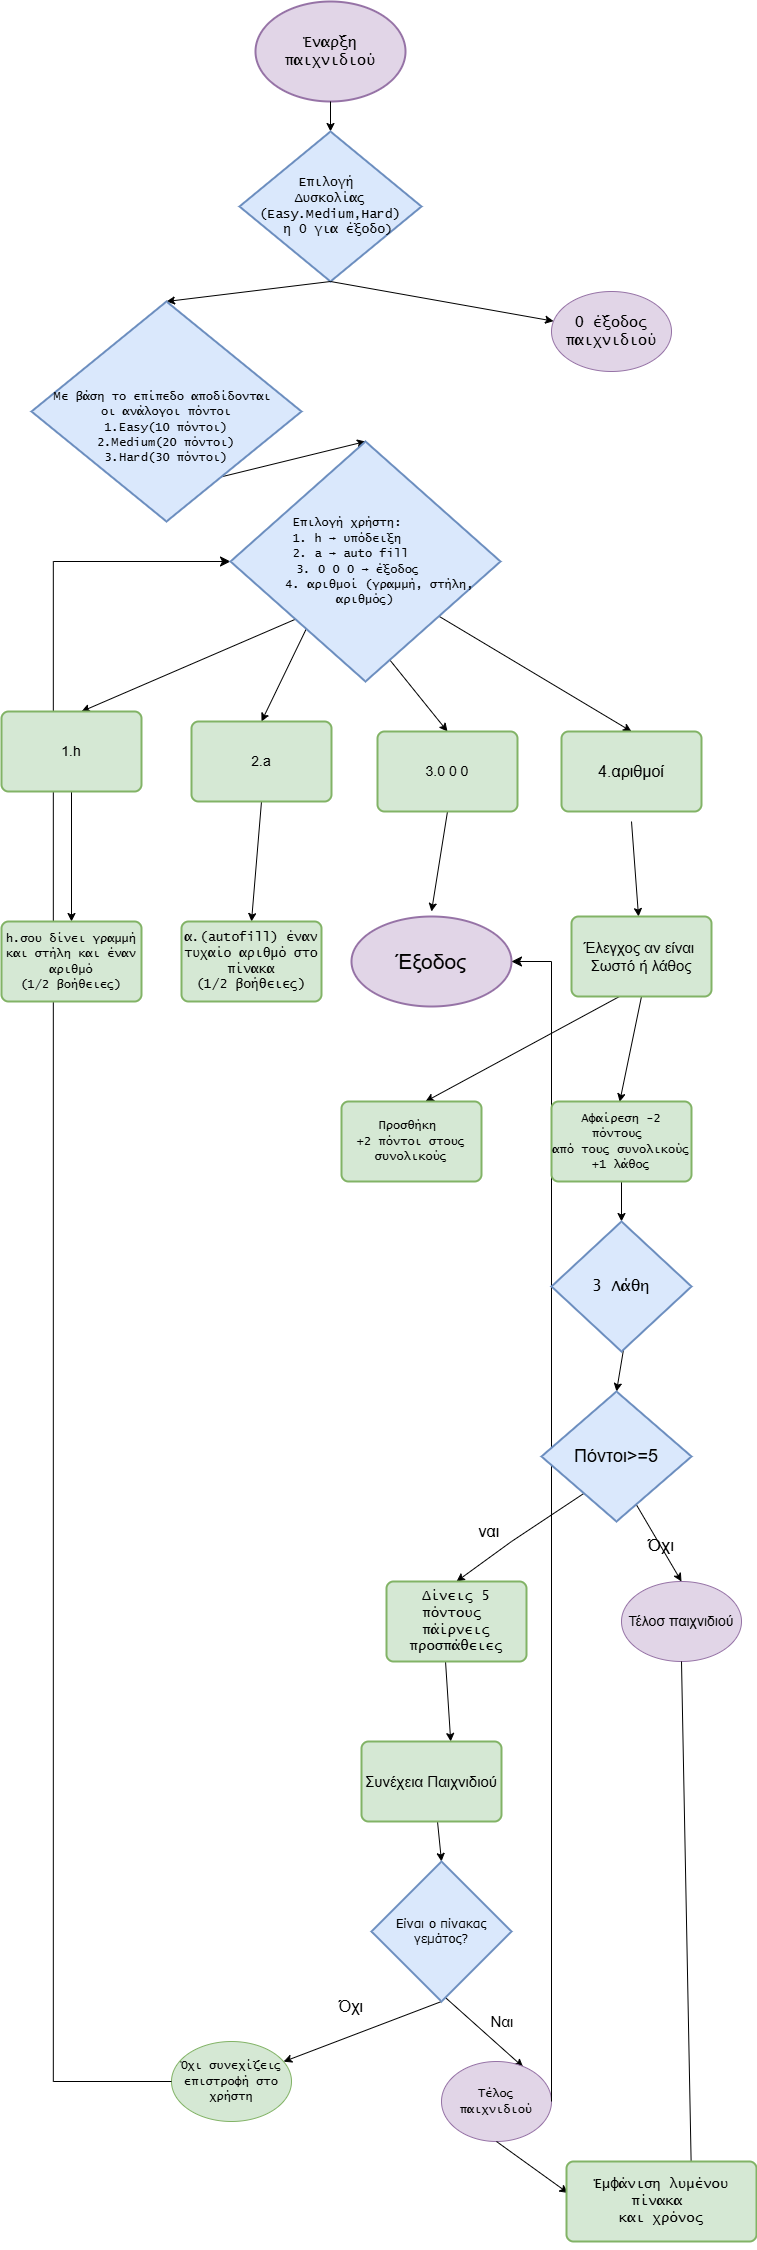 Έναρξη
παιχνιδιού
Επιλογή
Δυσκολίας
(Easy.Medium,Hard)
η 0 για έξοδο)
0 έξοδος
παιχνιδιού
Με βάση το επίπεδο αποδίδονται
οι ανάλογοι πόντοι
1.Easy(10 πόντοι)
2.Medium(20 πόντοι)
3.Hard(30 πόντοι)
Επιλογή χρήστη:
1. h → υπόδειξη
2. a → auto fill
3. 0 0 0 → έξοδος
4. αριθμοί (γραμμή, στήλη,
αριθμός)
1.h
2.a
3.0 0 0
4.αριθμοί
h.σου δίνει γραμμή
και στήλη και έναν
αριθμό
(1/2 βοήθειες)
α.(autofill) έναν
τυχαίο αριθμό στο
πίνακα
(1/2 βοήθειες)
Έξοδος
Έλεγχος αν είναι
Σωστό ή λάθος
Προσθήκη
+2 πόντοι στους
συνολικούς
Αφαίρεση -2
πόντους
από τους συνολικούς
+1 λάθος
3 Λάθη
Πόντοι>=5
ναι
Όχι
Δίνεις 5
πόντους
πάίρνεις
προσπάθειες
Τέλοσ παιχνιδιού
Συνέχεια Παιχνιδιού
Είναι ο πίνακας
γεμάτος?
Όχι
Ναι
Όχι συνεχίζεις
επιστροφή στο
χρήστη
Τέλος
παιχνιδιού
Έμφάνιση λυμένου
πίνακα
και χρόνος